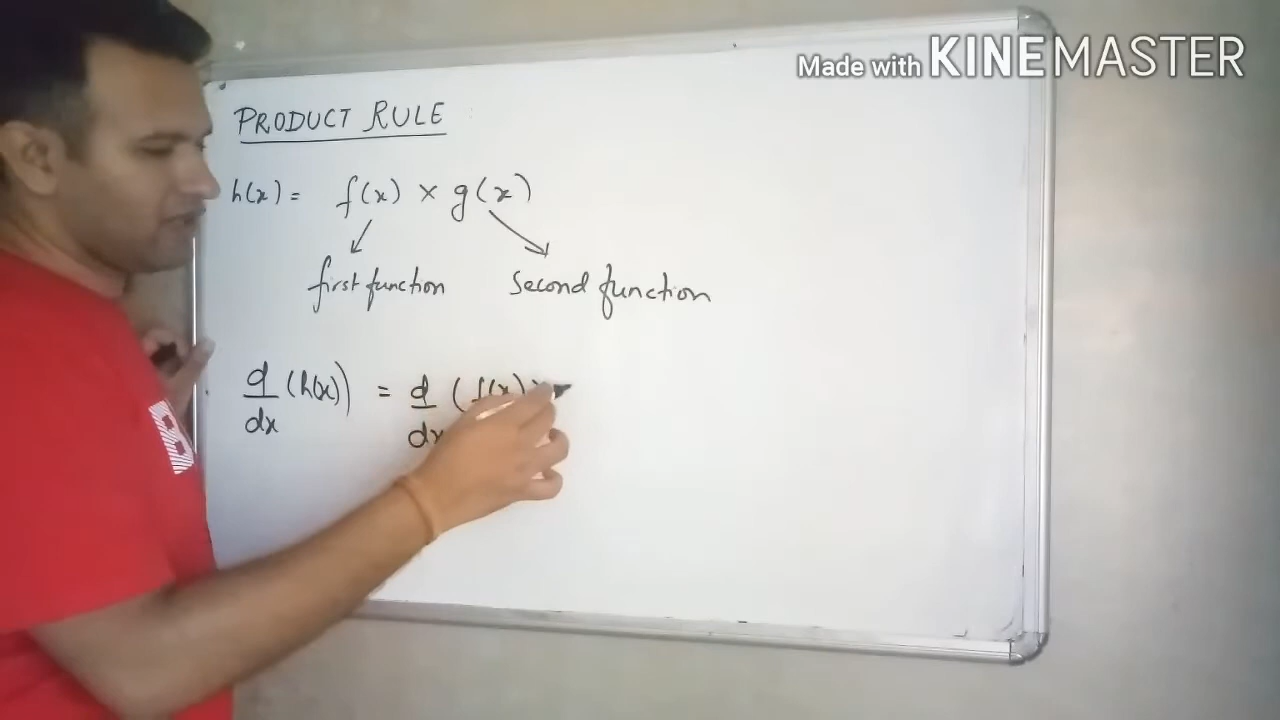 Made with KINEMASTER
PRODUCT RULE
h(x) = f(x) × g(x)
first function second function
d/dx (h(x)) = d/dx (f(x) ×
B